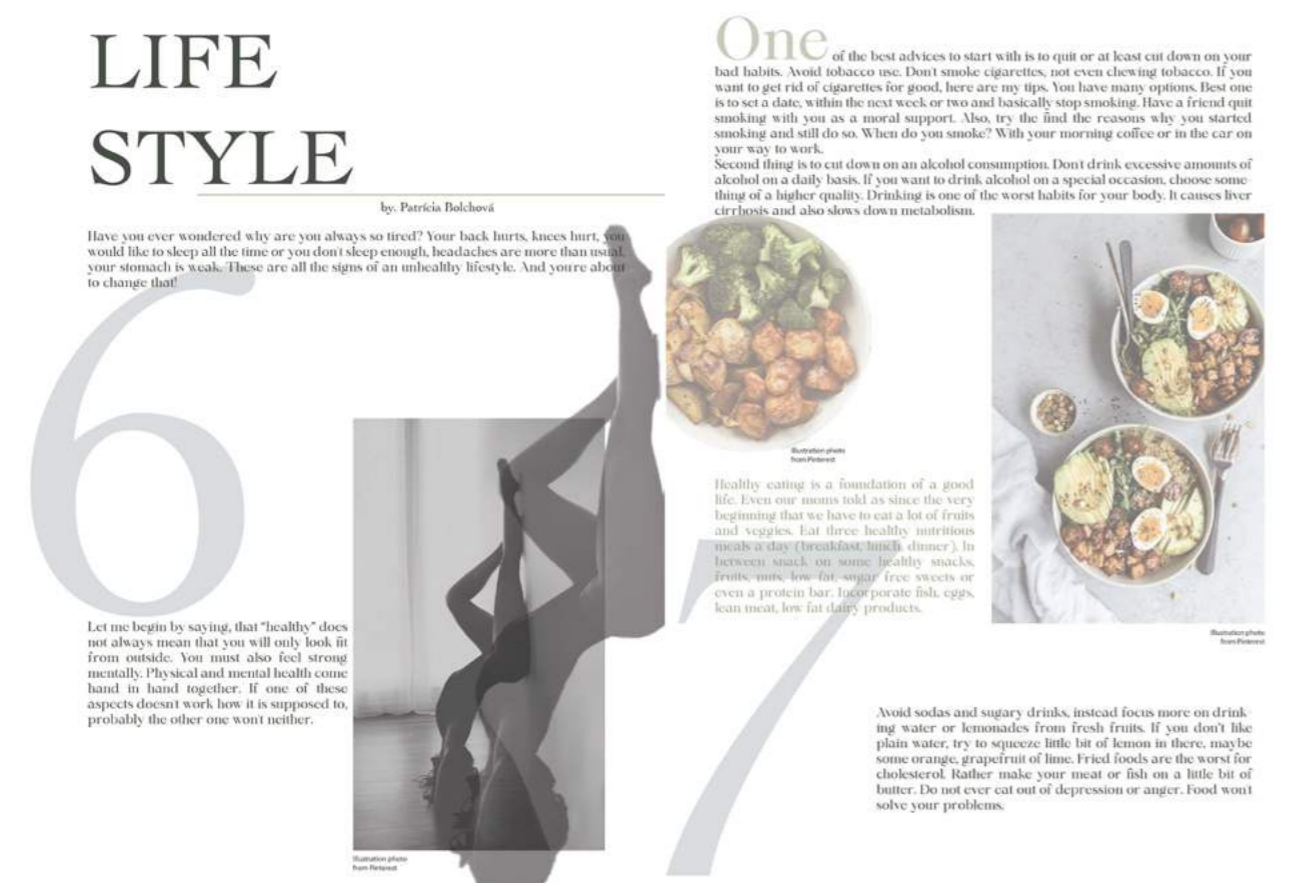 LIFE
STYLE
by. Patrícia Bolchová
Have you ever wondered why are you always so tired? Your back hurts, knees hurt, you
would like to sleep all the time or you don't sleep enough, headaches are more than usual,
your stomach is weak. These are all the signs of an unhealthy lifestyle. And youre about
to change that!
6
Let me begin by saying, that "healthy" does
not always mean that you will only look fit
from outside. You must also feel strong
mentally. Physical and mental health come
hand in hand together. If one of these
aspects doesn't work how it is supposed to,
probably the other one won't neither.
Illustration photo
from Pinterest
One of the best advices to start with is to quit or at least cut down on your
bad habits. Avoid tobacco use. Don't smoke cigarettes, not even chewing tobacco. If you
want to get rid of cigarettes for good, here are my tips. You have many options. Best one
is to set a date, within the next week or two and basically stop smoking. Have a friend quit
smoking with you as a moral support. Also, try the find the reasons why you started
smoking and still do so. When do you smoke? With your morning coffee or in the car on
your way to work.
Second thing is to cut down on an alcohol consumption. Don't drink excessive amounts of
alcohol on a daily basis. If you want to drink alcohol on a special occasion, choose some-
thing of a higher quality. Drinking is one of the worst habits for your body. It causes liver
cirrhosis and also slows down metabolism.
Illustration photo
from Pinterest
Healthy eating is a foundation of a good
life. Even our moms told as since the very
beginning that we have to eat a lot of fruits
and veggies. Eat three healthy nutritious
meals a day (breakfast, lunch, dinner). In
between snack on some healthy snacks,
fruits, nuts, low fat, sugar free sweets or
even a protein bar. Incorporate fish, eggs,
lean meat, low fat dairy products.
7
Illustration photo
from Pinterest
Avoid sodas and sugary drinks, instead focus more on drink-
ing water or lemonades from fresh fruits. If you don't like
plain water, try to squeeze little bit of lemon in there, maybe
some orange, grapefruit of lime. Fried foods are the worst for
cholesterol. Rather make your meat or fish on a little bit of
butter. Do not ever eat out of depression or anger. Food won't
solve your problems.